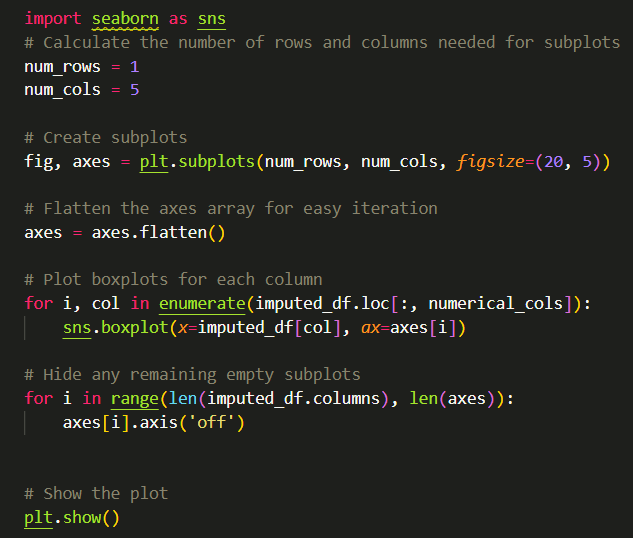 import seaborn as sns
# Calculate the number of rows and columns needed for subplots
num_rows = 1
num_cols = 5
# Create subplots
fig, axes = plt.subplots(num_rows, num_cols, figsize=(20, 5))
# Flatten the axes array for easy iteration
axes = axes.flatten()
# Plot boxplots for each column
for i, col in enumerate(imputed_df.loc[:, numerical_cols]):
    sns.boxplot(x=imputed_df[col], ax=axes[i])
# Hide any remaining empty subplots
for i in range(len(imputed_df.columns), len(axes)):
    axes[i].axis('off')
# Show the plot
plt.show()